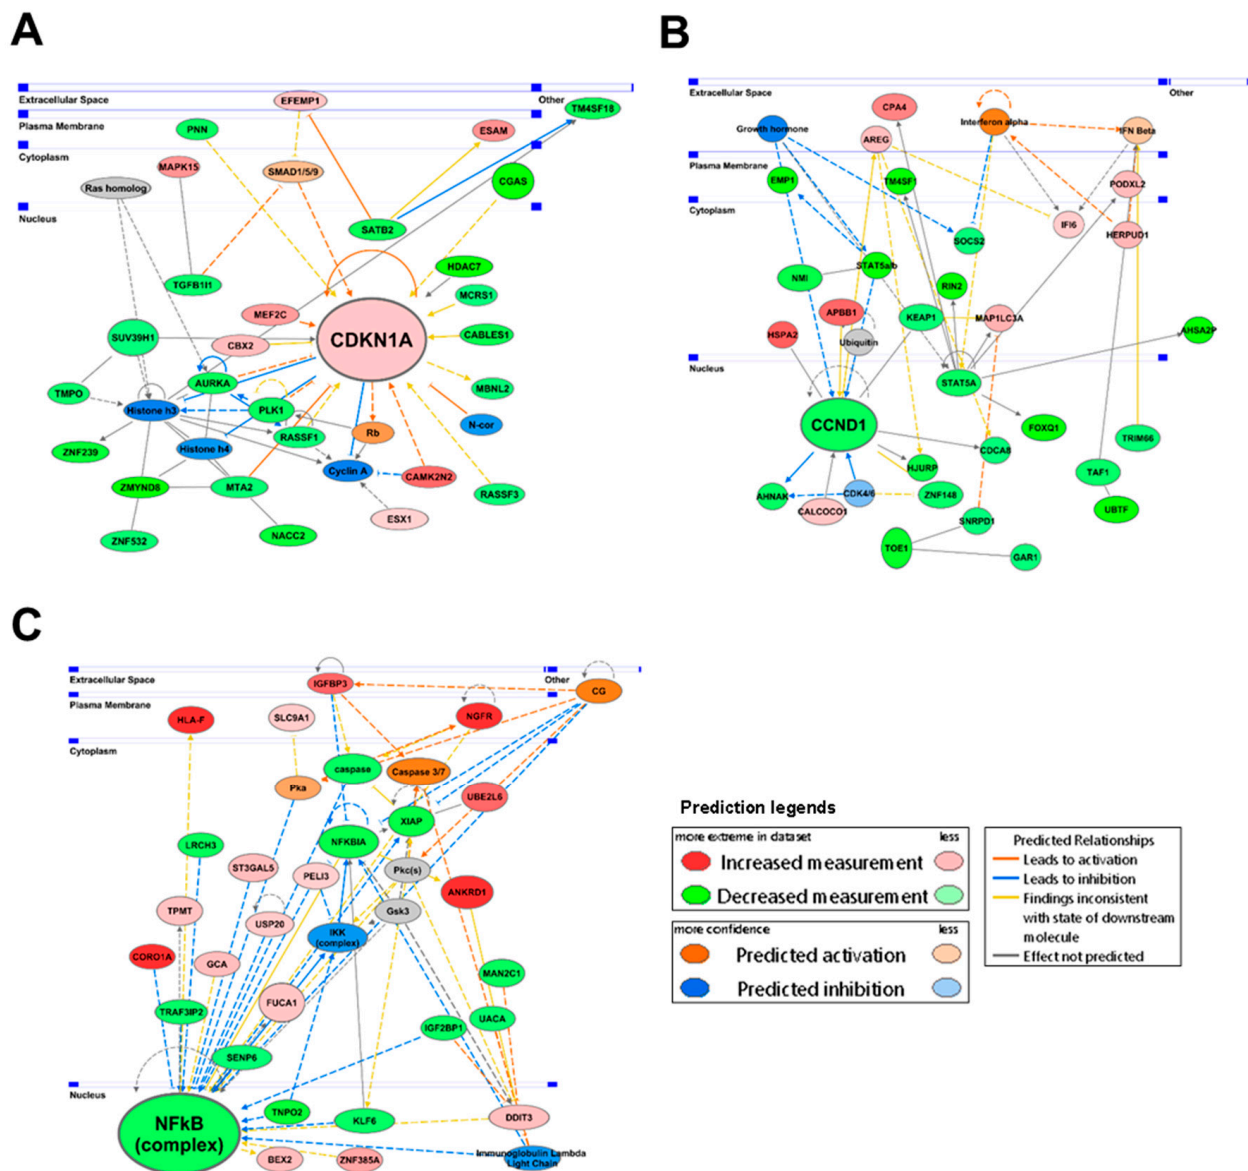 A
Extracellular Space
Other
EFEMP1
TM4SF18
Plasma Membrane
PNN
ESAM
Cytoplasm
MAPK15
SMAD1/5/9
CGAS
Ras homolog
Nucleus
SATB2
HDAC7
TGFB1I1
MCRS1
MEF2C
SUV39H1
CBX2
CDKN1A
CABLES1
AURKA
MBNL2
TMPO
Histone h3
PLK1
N-cor
RASSF1
Rb
Histone h4
ZNF239
Cyclin A
CAMK2N2
ZMYND8
MTA2
RASSF3
ESX1
ZNF532
NACC2
B
Extracellular Space
Other
CPA4
Growth hormone
AREG
Interferon alpha
IFN Beta
Plasma Membrane
EMP1
TM4SF1
PODXL2
Cytoplasm
IFI6
HERPUD1
SOCS2
STAT5a/b
NMI
RIN2
APBB1
KEAP1
MAP1LC3A
HSPA2
Ubiquitin
AHSA2P
Nucleus
STAT5A
CCND1
FOXQ1
CDCA8
TRIM66
HJURP
TAF1
AHNAK
CDK4/6
ZNF148
CALCOCO1
SNRPD1
UBTF
TOE1
GAR1
C
Extracellular Space
Other
IGFBP3
CG
Plasma Membrane
HLA-F
SLC9A1
NGFR
Cytoplasm
caspase
Caspase 3/7
Pka
UBE2L6
XIAP
NFKBIA
LRCH3
ST3GAL5
PELI3
Pkc(s)
ANKRD1
TPMT
USP20
Gsk3
IKK
(complex)
CORO1A
GCA
MAN2C1
FUCA1
TRAF3IP2
UACA
IGF2BP1
SENP6
Nucleus
NFkB
(complex)
TNPO2
KLF6
DDIT3
BEX2
ZNF385A
Immunoglobulin Lambda
Light Chain
Prediction legends
more extreme in dataset
less
Increased measurement
Decreased measurement
more confidence
less
Predicted activation
Predicted inhibition
Predicted Relationships
Leads to activation
Leads to inhibition
Findings inconsistent
with state of downstream
molecule
Effect not predicted